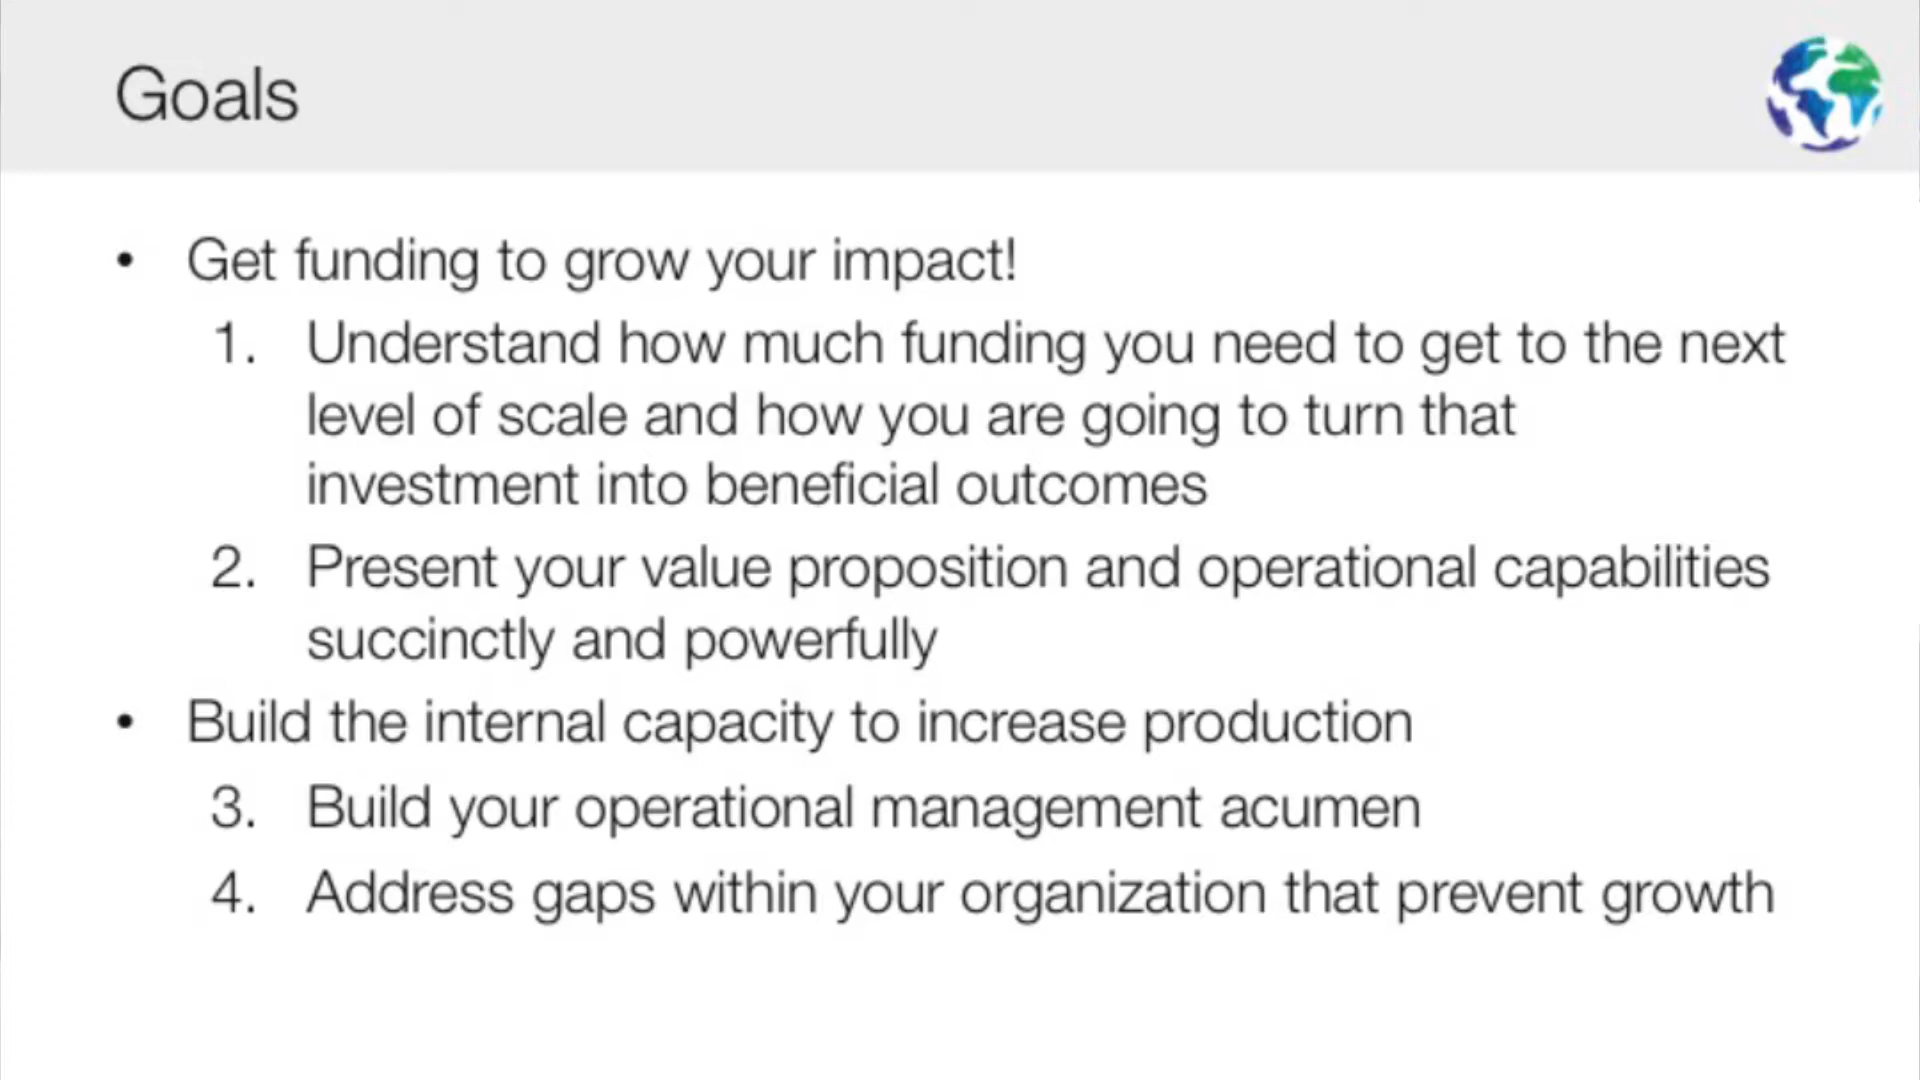 Goals
• Get funding to grow your impact!
1. Understand how much funding you need to get to the next
level of scale and how you are going to turn that
investment into beneficial outcomes
2. Present your value proposition and operational capabilities
succinctly and powerfully
• Build the internal capacity to increase production
3. Build your operational management acumen
4. Address gaps within your organization that prevent growth